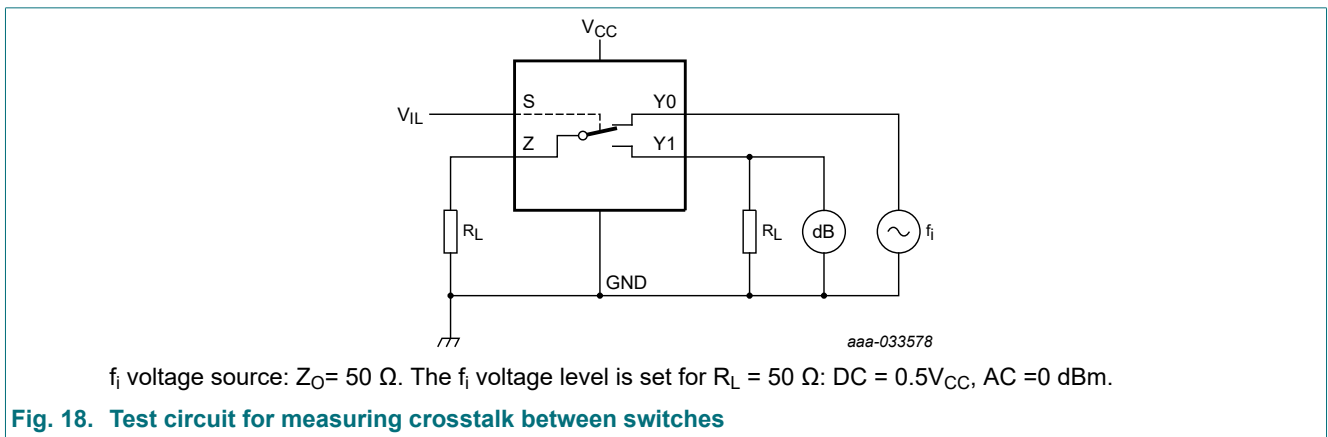 VCC
S
Y0
VIL
Z
Y1
RL
RL
dB
fi
GND
aaa-033578
fi voltage source: ZO= 50 Ω. The fi voltage level is set for RL = 50 Ω: DC = 0.5VCC, AC =0 dBm.
Fig. 18. Test circuit for measuring crosstalk between switches